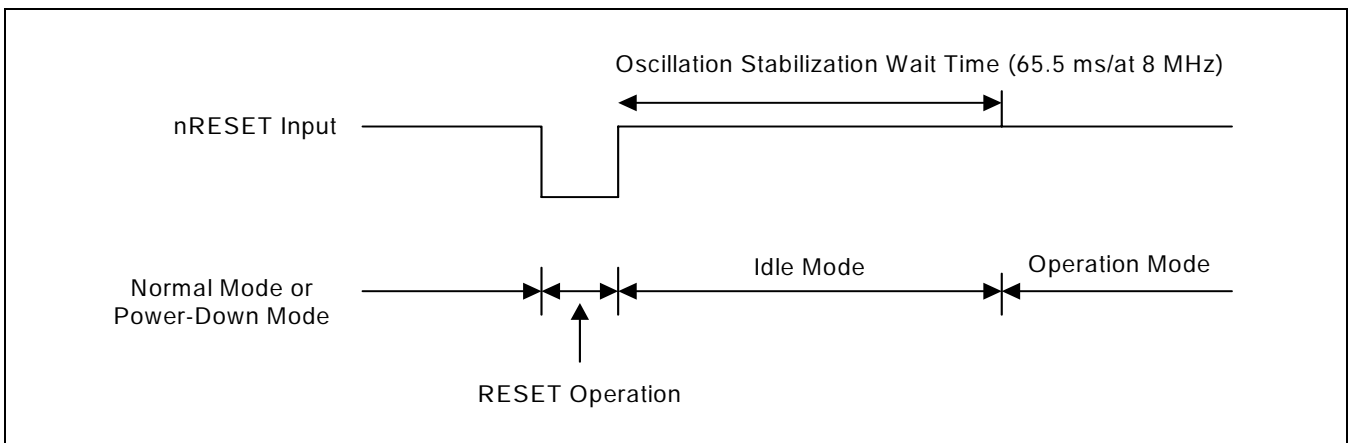 Oscillation Stabilization Wait Time (65.5 ms/at 8 MHz)
nRESET Input
Idle Mode
Operation Mode
Normal Mode or
Power-Down Mode
RESET Operation